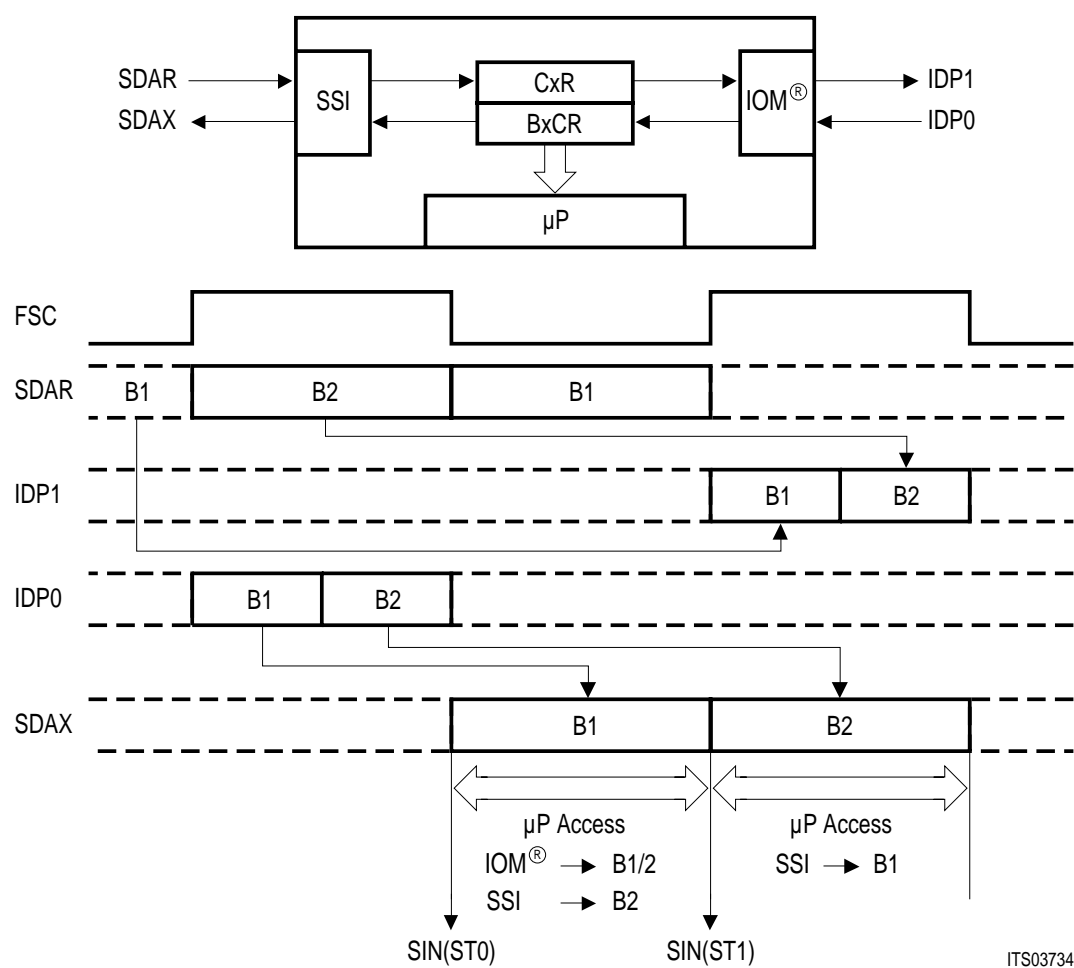 SDAR
SDAX
SSI
CxR
BxCR
IOM®
IDP1
IDP0
µP
FSC
SDAR B1 B2 B1
IDP1 B1 B2
IDP0 B1 B2
SDAX B1 B2
µP Access µP Access
IOM® B1/2 SSI B1
SSI B2
SIN(ST0) SIN(ST1)
ITS03734